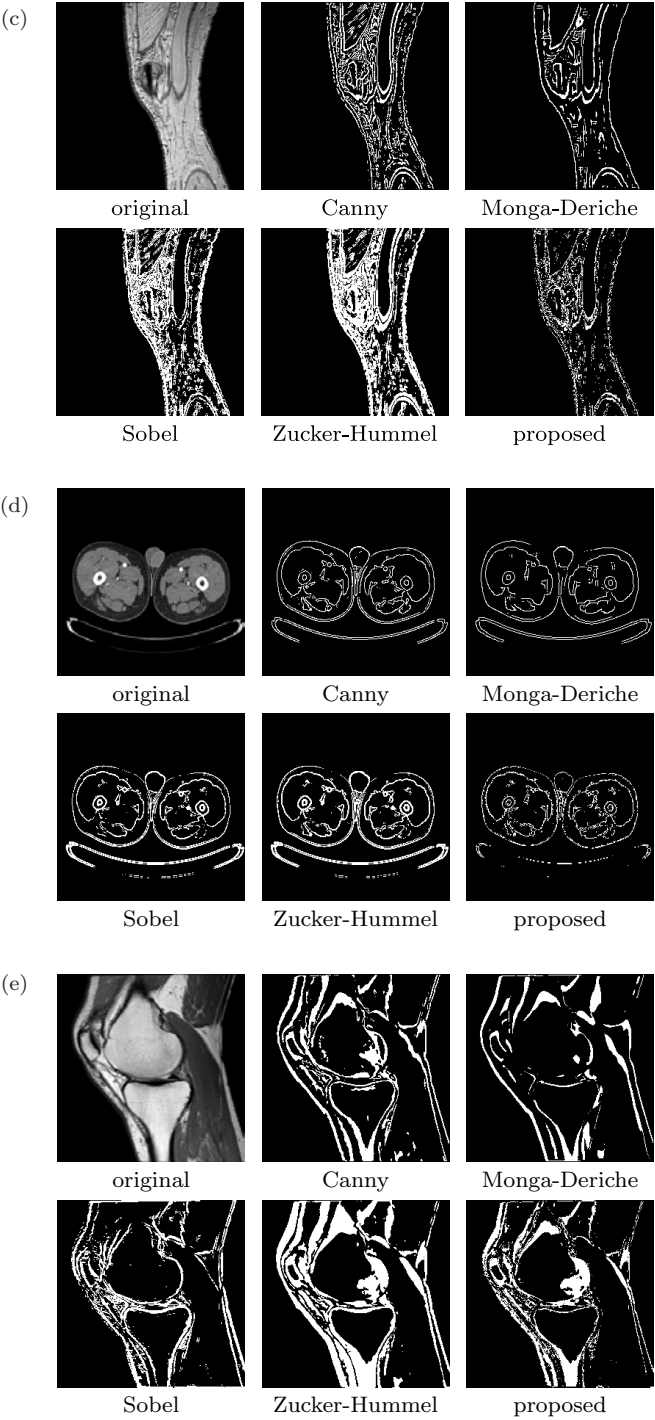 (c)
original Canny Monga-Deriche
Sobel Zucker-Hummel proposed
(d)
original Canny Monga-Deriche
Sobel Zucker-Hummel proposed
(e)
original Canny Monga-Deriche
Sobel Zucker-Hummel proposed